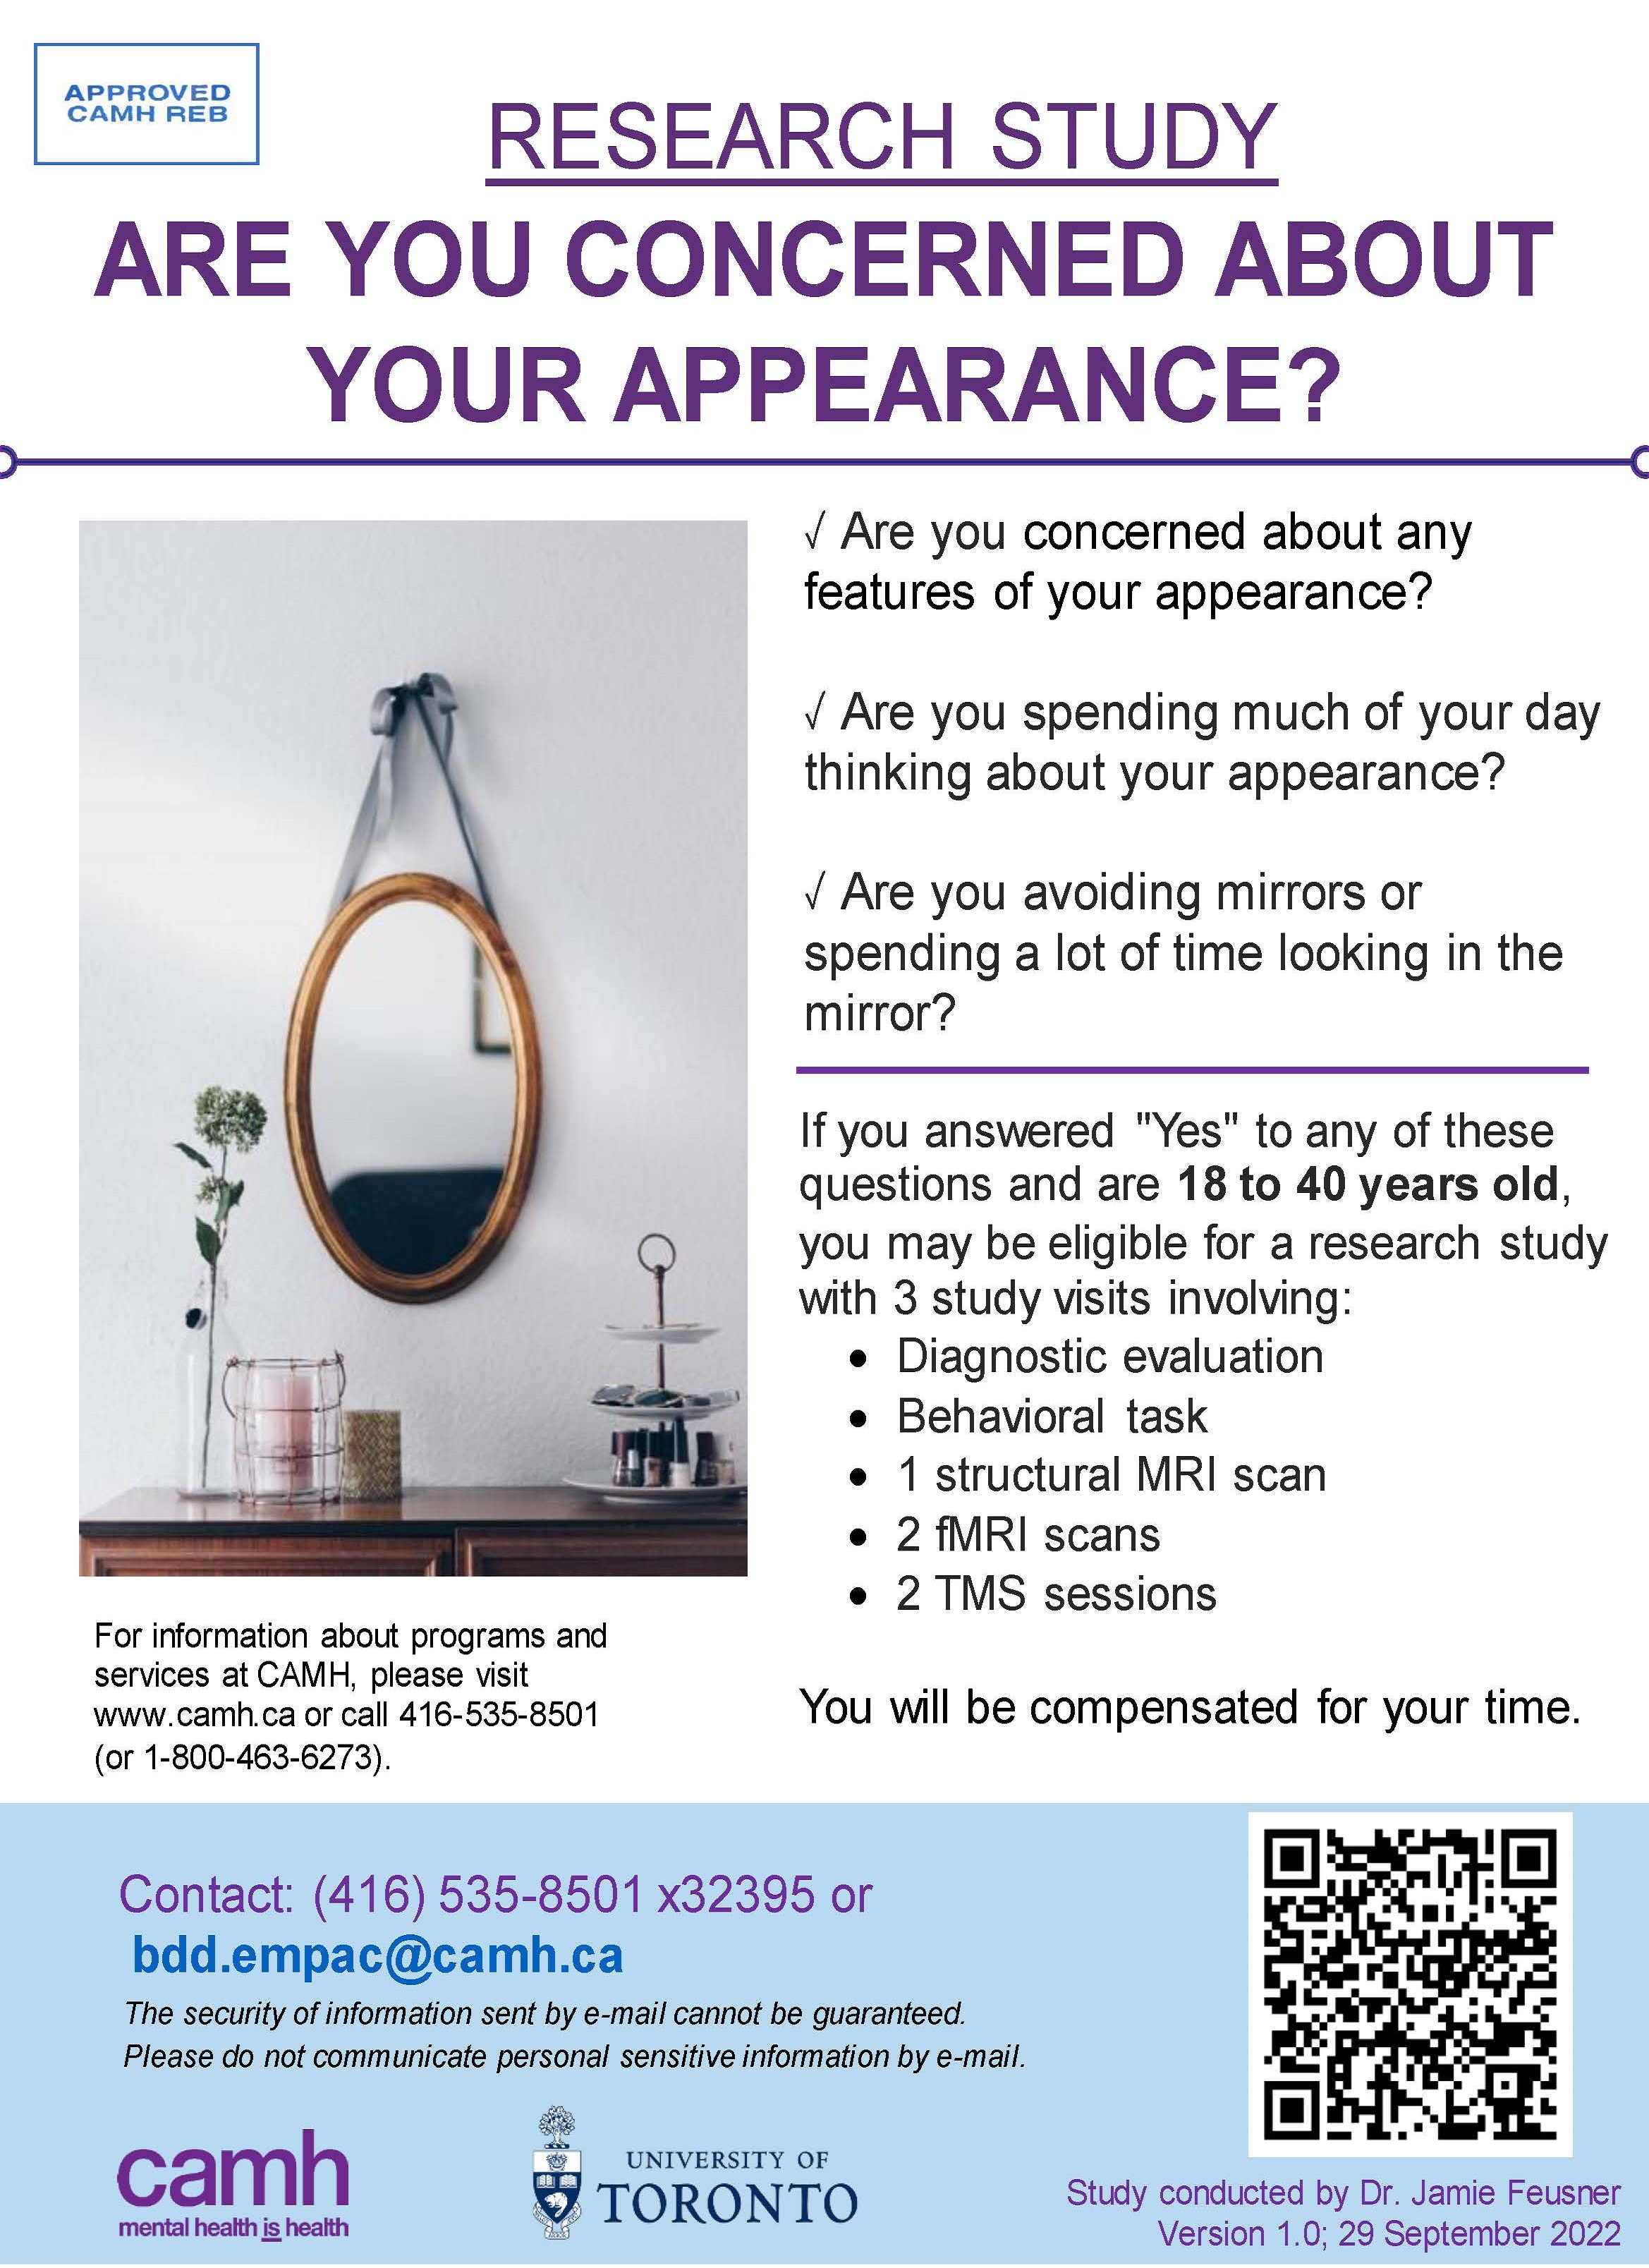 APPROVED
CAMH REB
RESEARCH STUDY
ARE YOU CONCERNED ABOUT
YOUR APPEARANCE?
√ Are you concerned about any
features of your appearance?
√ Are you spending much of your day
thinking about your appearance?
√ Are you avoiding mirrors or
spending a lot of time looking in the
mirror?
If you answered "Yes" to any of these
questions and are 18 to 40 years old,
you may be eligible for a research study
with 3 study visits involving:
• Diagnostic evaluation
• Behavioral task
• 1 structural MRI scan
• 2 fMRI scans
• 2 TMS sessions
You will be compensated for your time.
For information about programs and
services at CAMH, please visit
www.camh.ca or call 416-535-8501
(or 1-800-463-6273).
Contact: (416) 535-8501 x32395 or
bdd.empac@camh.ca
The security of information sent by e-mail cannot be guaranteed.
Please do not communicate personal sensitive information by e-mail.
camh
mental health is health
UNIVERSITY OF
TORONTO
Study conducted by Dr. Jamie Feusner
Version 1.0; 29 September 2022